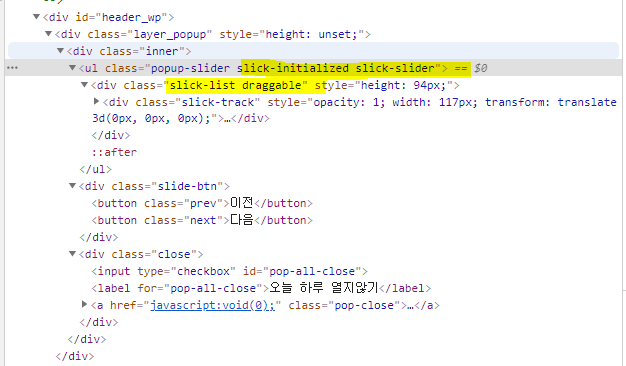 <div id="header_wp">
<div class="layer_popup" style="height: unset;">
<div class="inner">
<ul class="popup-slider slick-initialized slick-slider"> == $0
<div class="slick-list draggable" style="height: 94px;">
<div class="slick-track" style="opacity: 1; width: 117px; transform: translate
3d(0px, 0px, 0px);">…</div>
</div>
::after
</ul>
<div class="slide-btn">
<button class="prev">이전</button>
<button class="next">다음</button>
</div>
<div class="close">
<input type="checkbox" id="pop-all-close">
<label for="pop-all-close">오늘 하루 열지않기</label>
<a href="javascript:void(0);" class="pop-close">…</a>
</div>
</div>
</div>